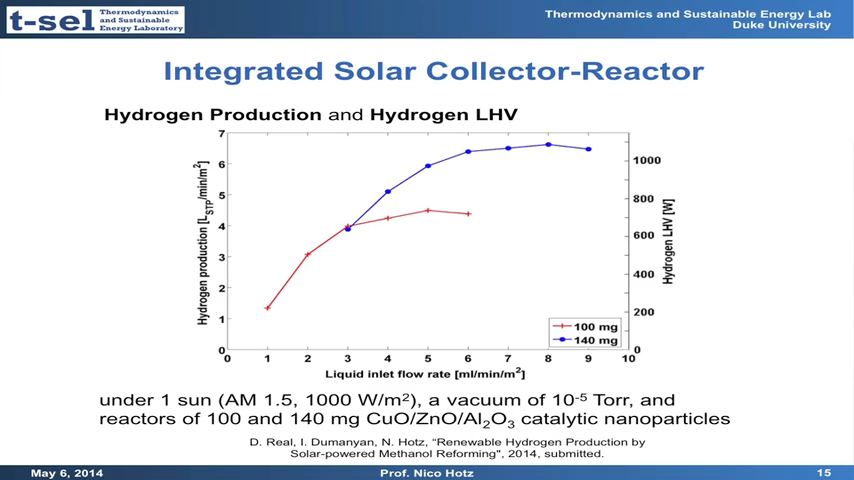 t-sel Thermodynamics
and Sustainable
Energy Laboratory
Thermodynamics and Sustainable Energy Lab
Duke University
Integrated Solar Collector-Reactor
Hydrogen Production and Hydrogen LHV
7
6
5
4
3
2
1
0
Hydrogen production [L_STP/min/m²]
1000
800
600
400
200
0
Hydrogen LHV [W]
100 mg
140 mg
0 1 2 3 4 5 6 7 8 9 10
Liquid inlet flow rate [ml/min/m²]
under 1 sun (AM 1.5, 1000 W/m²), a vacuum of 10⁻⁵ Torr, and
reactors of 100 and 140 mg CuO/ZnO/Al₂O₃ catalytic nanoparticles
D. Real, I. Dumanyan, N. Hotz, "Renewable Hydrogen Production by
Solar-powered Methanol Reforming", 2014, submitted.
May 6, 2014 Prof. Nico Hotz 15